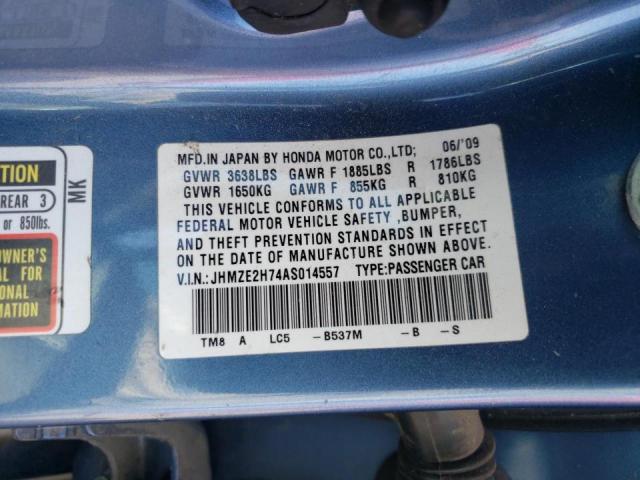 MFD.IN JAPAN BY HONDA MOTOR CO.,LTD; 06/'09
GVWR 3638LBS GAWR F 1885LBS R 1786LBS
GVWR 1650KG GAWR F 855KG R 810KG
THIS VEHICLE CONFORMS TO ALL APPLICABLE
FEDERAL MOTOR VEHICLE SAFETY ,BUMPER,
AND THEFT PREVENTION STANDARDS IN EFFECT
ON THE DATE OF MANUFACTURE SHOWN ABOVE.
V.I.N.:JHMZE2H74AS014557 TYPE:PASSENGER CAR
TM8 A LC5 -B537M -B -S
REAR 3
or 850lbs.
MK
OWNER'S
FOR